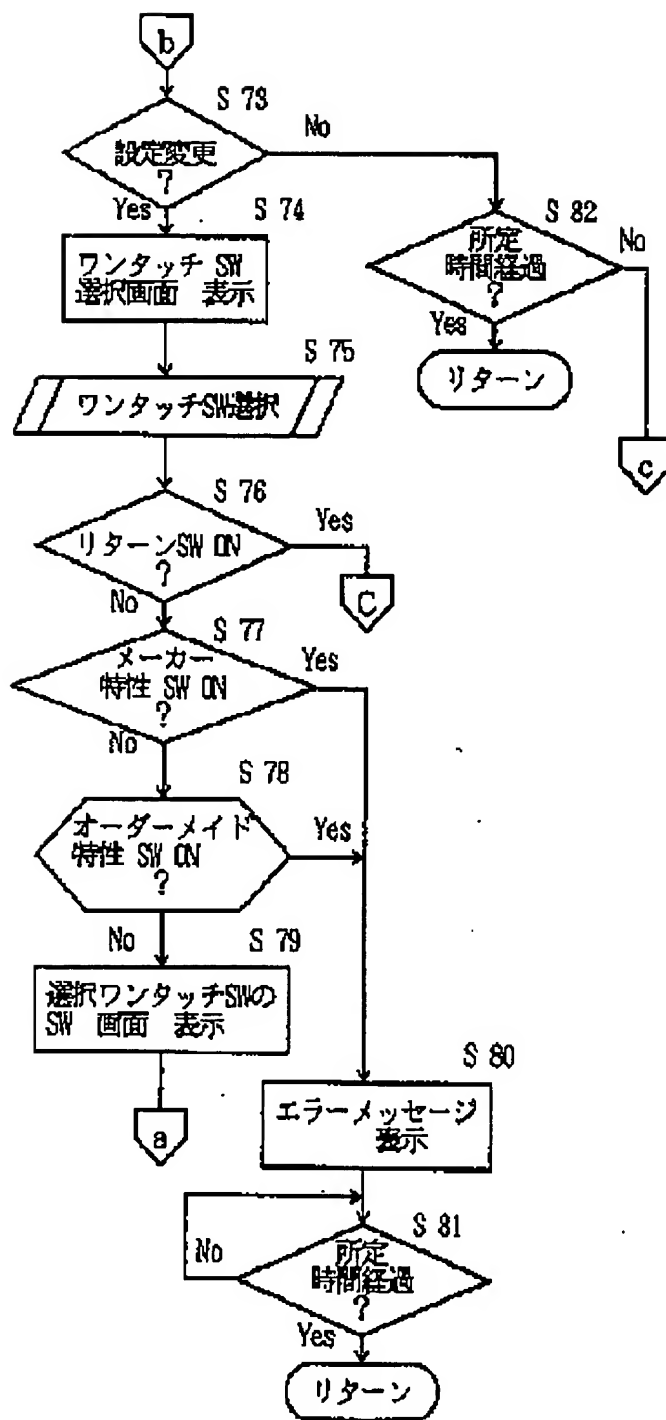 b
S 73
設定変更
?
No
Yes
S 74
ワンタッチ SW
選択画面 表示
S 82
所定
時間経過
?
No
Yes
リターン
c
S 75
ワンタッチSW選択
S 76
リターンSW ON
?
Yes
C
No
S 77
メーカー
特性 SW ON
?
Yes
No
S 78
オーダーメイド
特性 SW ON
?
Yes
No
S 79
選択ワンタッチSWの
SW 画面 表示
a
S 80
エラーメッセージ
表示
S 81
所定
時間経過
?
No
Yes
リターン